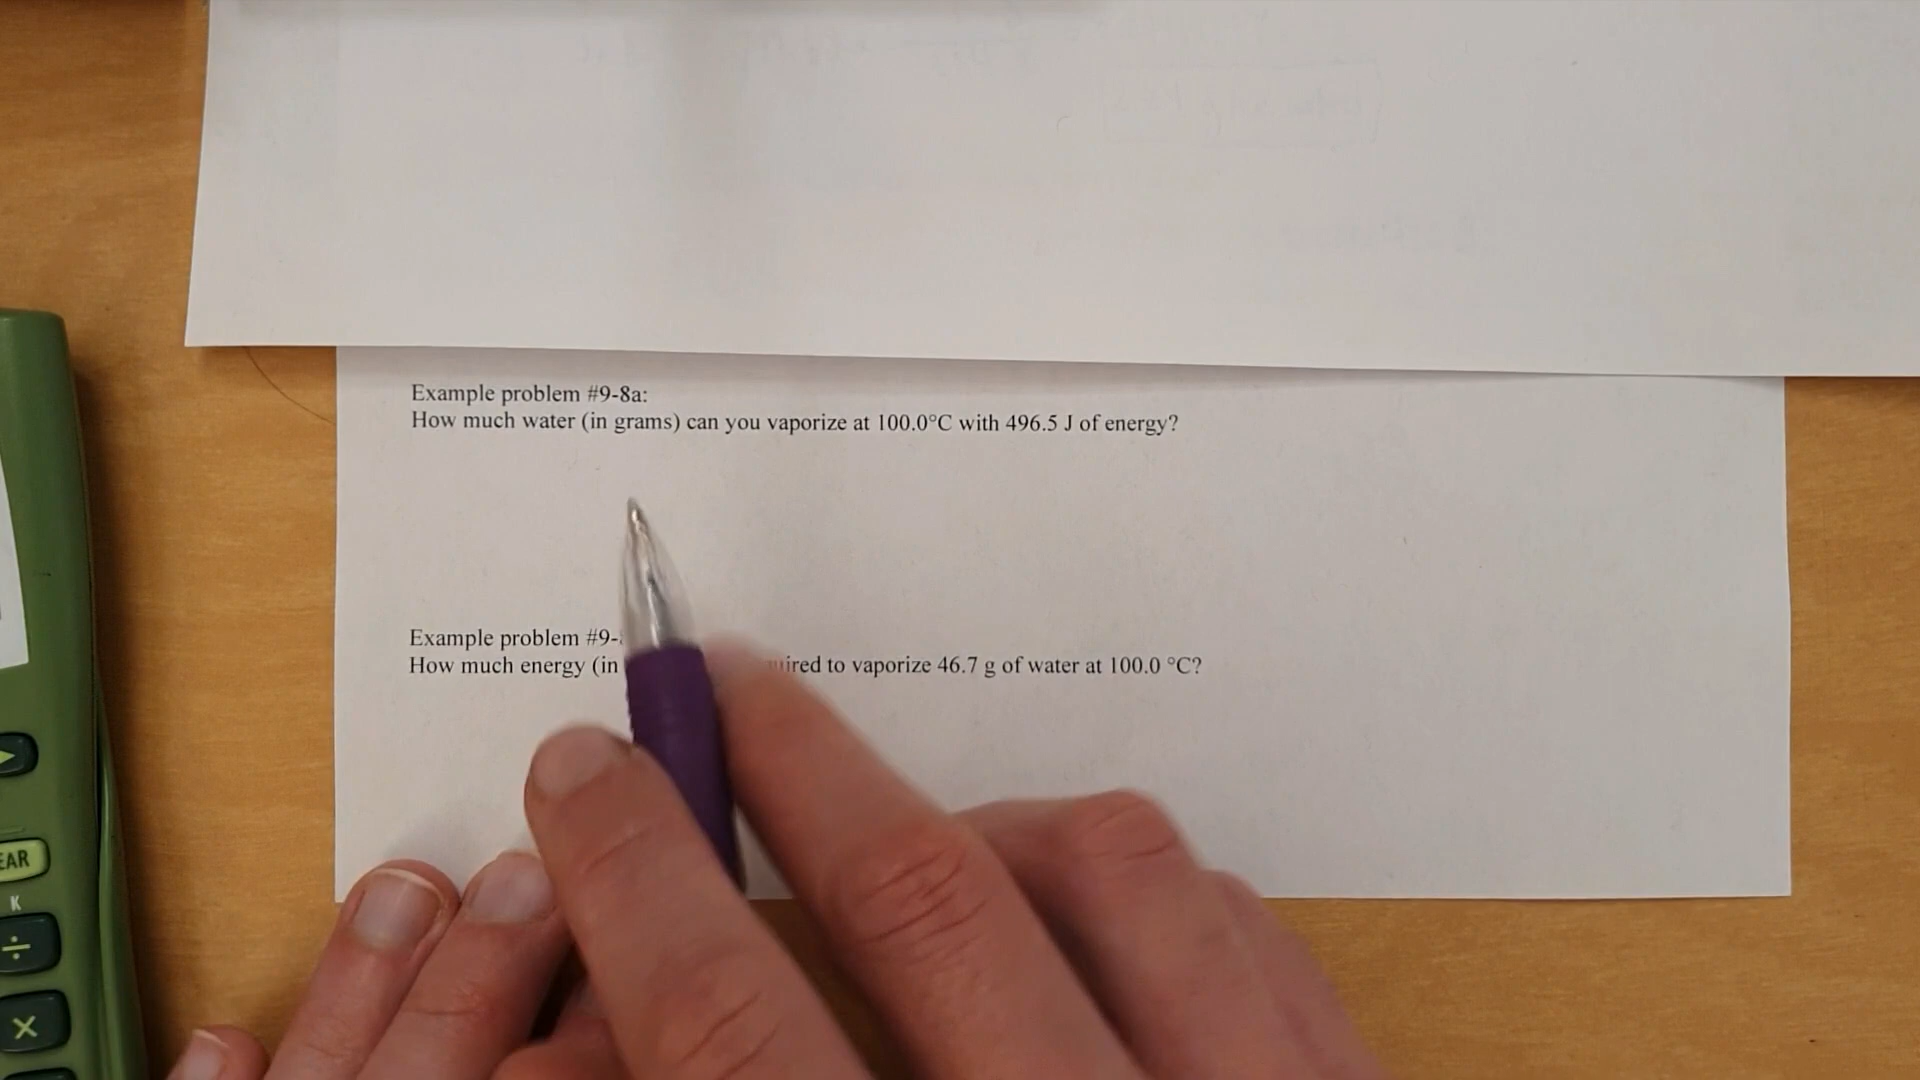 Example problem #9-8a:
How much water (in grams) can you vaporize at 100.0°C with 496.5 J of energy?
Example problem #9-
How much energy (in uired to vaporize 46.7 g of water at 100.0 °C?
EAR
K
÷
×